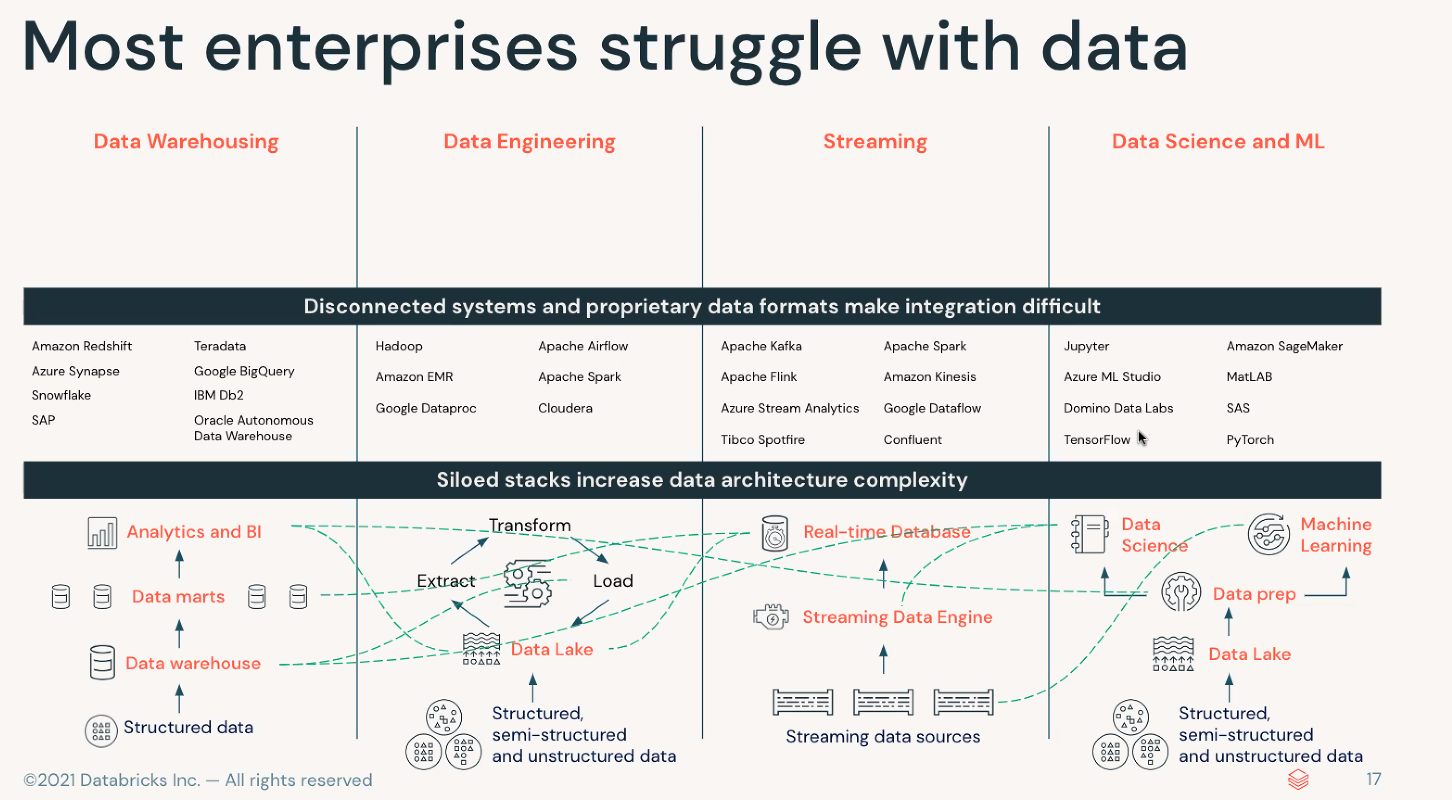 Most enterprises struggle with data
Data Warehousing
Data Engineering
Streaming
Data Science and ML
Disconnected systems and proprietary data formats make integration difficult
Amazon Redshift
Teradata
Azure Synapse
Google BigQuery
Snowflake
IBM Db2
SAP
Oracle Autonomous
Data Warehouse
Hadoop
Apache Airflow
Amazon EMR
Apache Spark
Google Dataproc
Cloudera
Apache Kafka
Apache Spark
Apache Flink
Amazon Kinesis
Azure Stream Analytics
Google Dataflow
Tibco Spotfire
Confluent
Jupyter
Amazon SageMaker
Azure ML Studio
MatLAB
Domino Data Labs
SAS
TensorFlow
PyTorch
Siloed stacks increase data architecture complexity
Analytics and BI
Data marts
Data warehouse
Structured data
Transform
Extract
Load
Data Lake
Structured,
semi-structured
and unstructured data
Real-time Database
Streaming Data Engine
Streaming data sources
Data
Science
Machine
Learning
Data prep
Data Lake
Structured,
semi-structured
and unstructured data
©2021 Databricks Inc. — All rights reserved
17